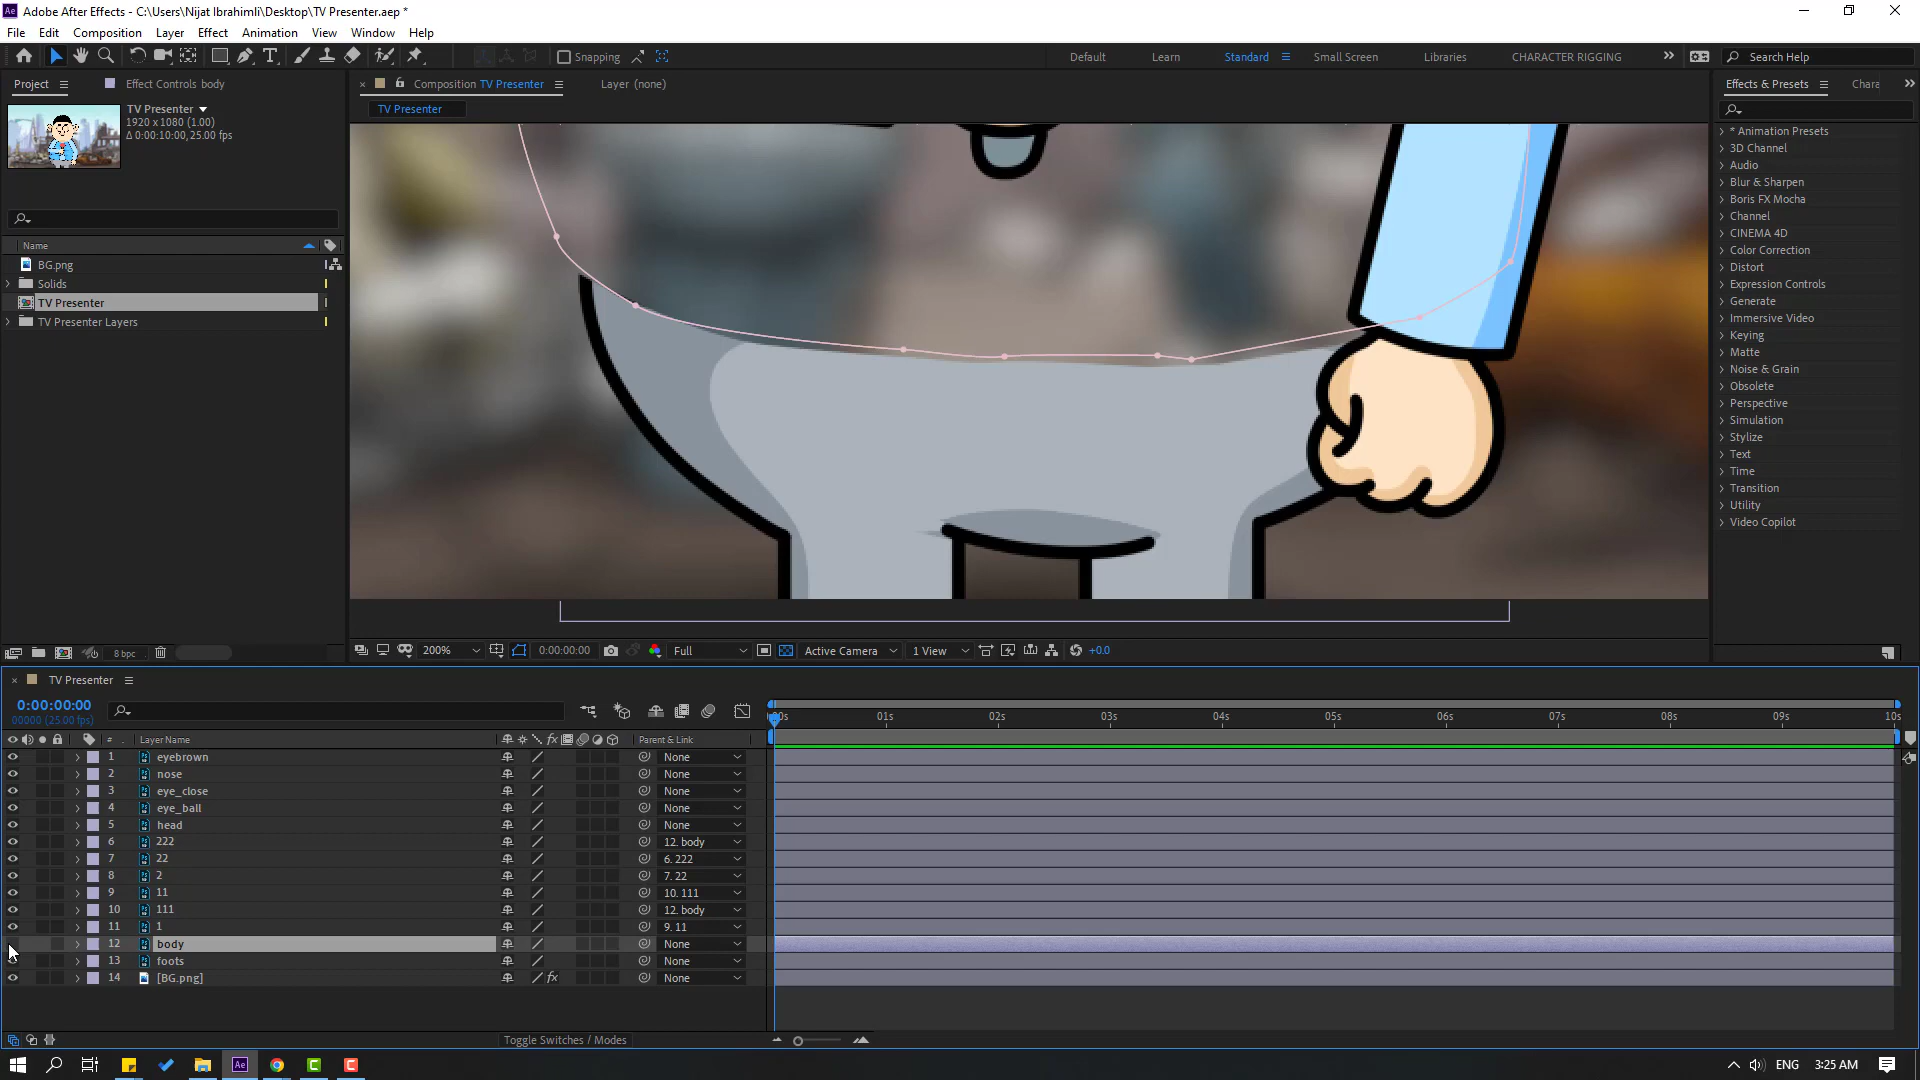 Adobe After Effects - C:\Users\Nijat Ibrahimli\Desktop\TV Presenter.aep *
File Edit Composition Layer Effect Animation View Window Help
Snapping
Default Learn Standard Small Screen Libraries CHARACTER RIGGING Search Help
Project Effect Controls body
Composition TV Presenter Layer (none)
Effects & Presets Chara
TV Presenter
1920 x 1080 (1.00)
Δ 0:00:10:00, 25.00 fps
TV Presenter
Name
BG.png
Solids
TV Presenter
TV Presenter Layers
* Animation Presets
3D Channel
Audio
Blur & Sharpen
Boris FX Mocha
Channel
CINEMA 4D
Color Correction
Distort
Expression Controls
Generate
Immersive Video
Keying
Matte
Noise & Grain
Obsolete
Perspective
Simulation
Stylize
Text
Time
Transition
Utility
Video Copilot
8 bpc
200% 0:00:00:00 Full Active Camera 1 View +0.0
TV Presenter
0:00:00:00
00000 (25.00 fps)
:00s 01s 02s 03s 04s 05s 06s 07s 08s 09s 10s
# Layer Name fx Parent & Link
1 eyebrown None
2 nose None
3 eye_close None
4 eye_ball None
5 head None
6 222 12. body
7 22 6. 222
8 2 7. 22
9 11 10. 111
10 111 12. body
11 1 9. 11
12 body None
13 foots None
14 [BG.png] fx None
Toggle Switches / Modes
Ae ENG 3:25 AM